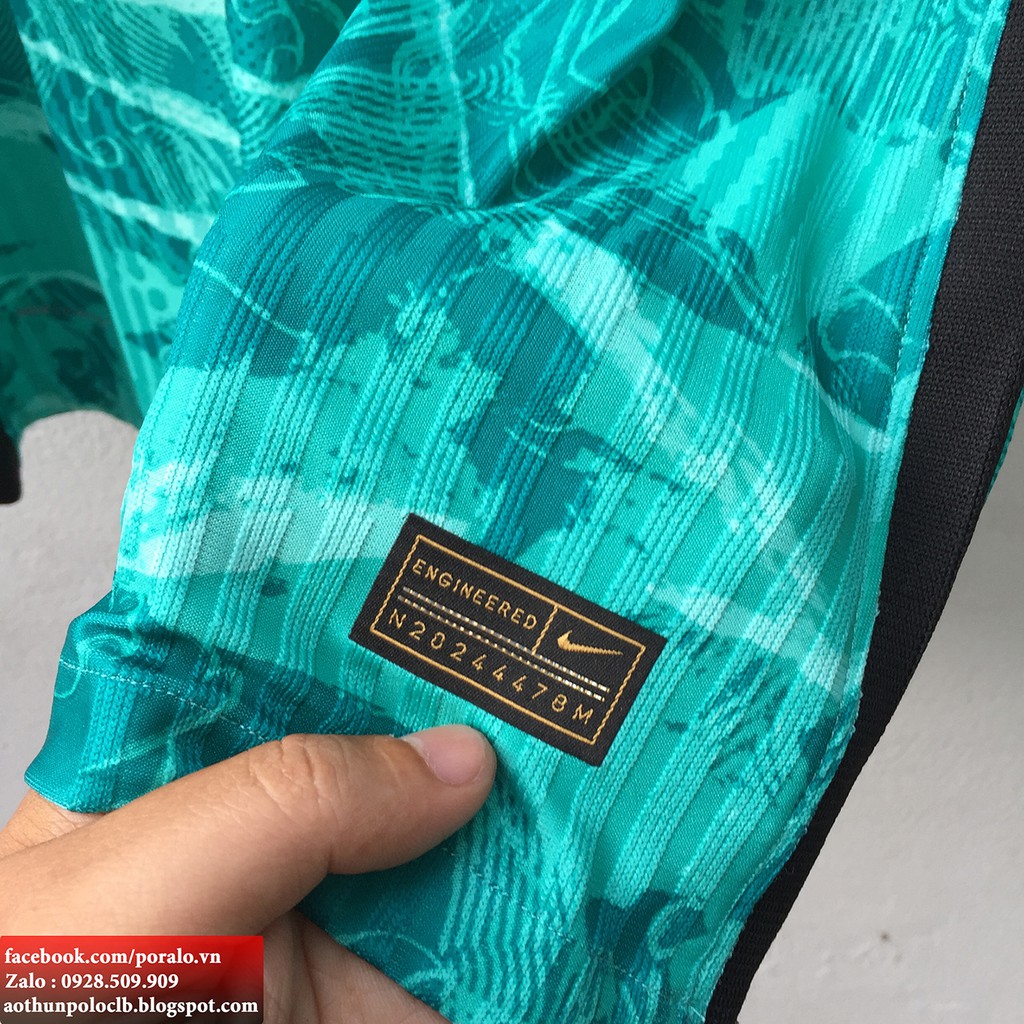 ENGINEERED
N20244478M
facebook.com/poralo.vn
Zalo : 0928.509.909
aothunpoloclb.blogspot.com